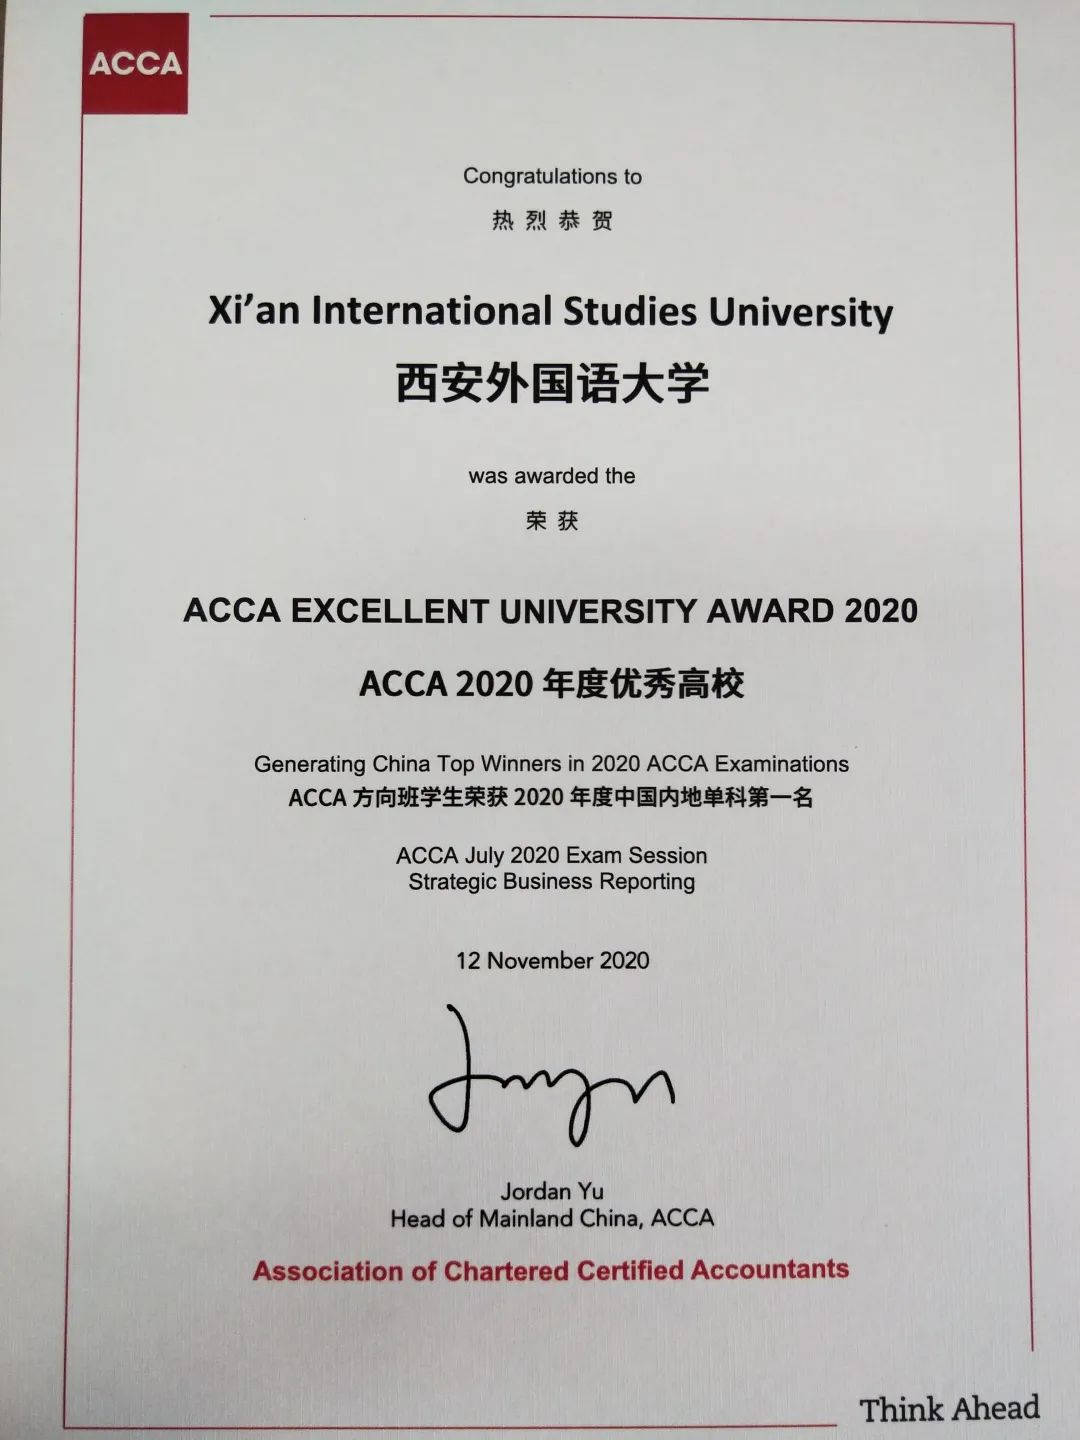 ACCA
Congratulations to
热烈恭贺
Xi’an International Studies University
西安外国语大学
was awarded the
荣获
ACCA EXCELLENT UNIVERSITY AWARD 2020
ACCA 2020 年度优秀高校
Generating China Top Winners in 2020 ACCA Examinations
ACCA 方向班学生荣获 2020 年度中国内地单科第一名
ACCA July 2020 Exam Session
Strategic Business Reporting
12 November 2020
Jordan Yu
Head of Mainland China, ACCA
Association of Chartered Certified Accountants
Think Ahead